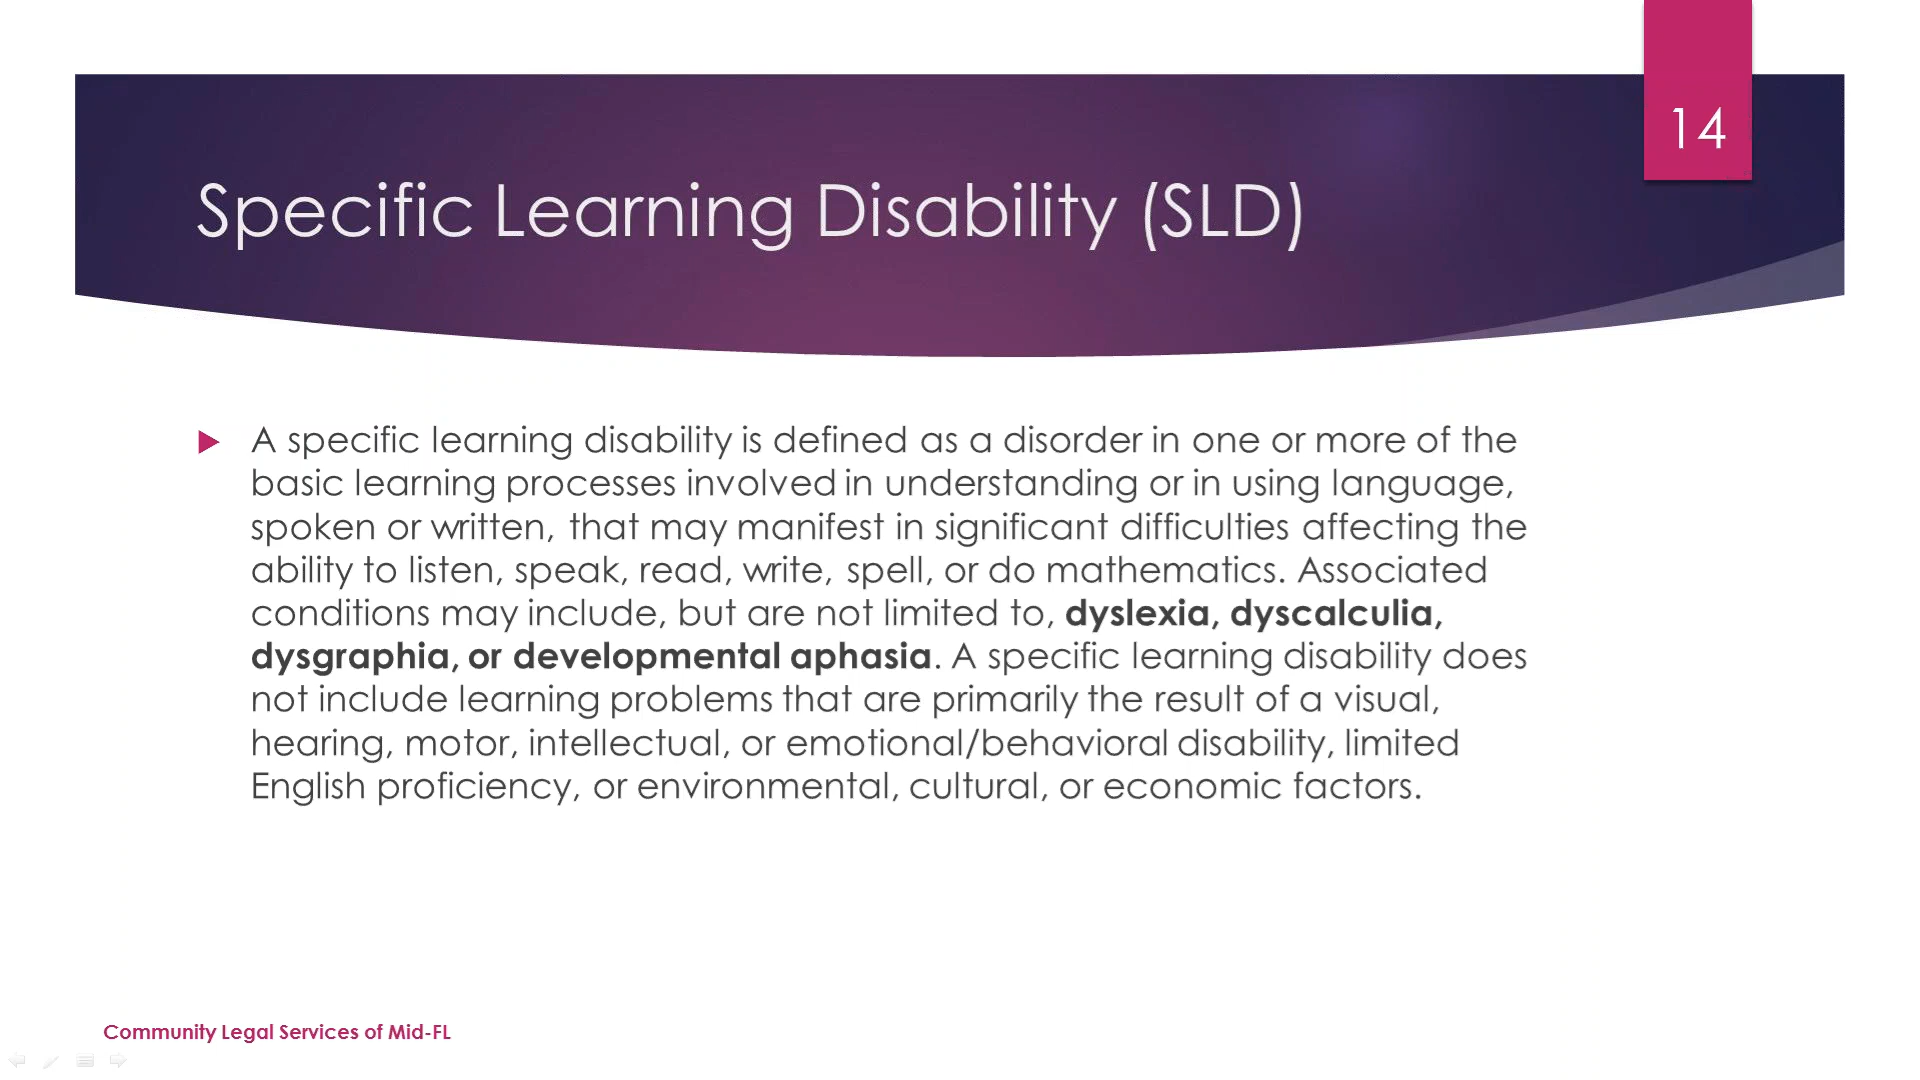 14
Specific Learning Disability (SLD)
A specific learning disability is defined as a disorder in one or more of the
basic learning processes involved in understanding or in using language,
spoken or written, that may manifest in significant difficulties affecting the
ability to listen, speak, read, write, spell, or do mathematics. Associated
conditions may include, but are not limited to, dyslexia, dyscalculia,
dysgraphia, or developmental aphasia. A specific learning disability does
not include learning problems that are primarily the result of a visual,
hearing, motor, intellectual, or emotional/behavioral disability, limited
English proficiency, or environmental, cultural, or economic factors.
Community Legal Services of Mid-FL